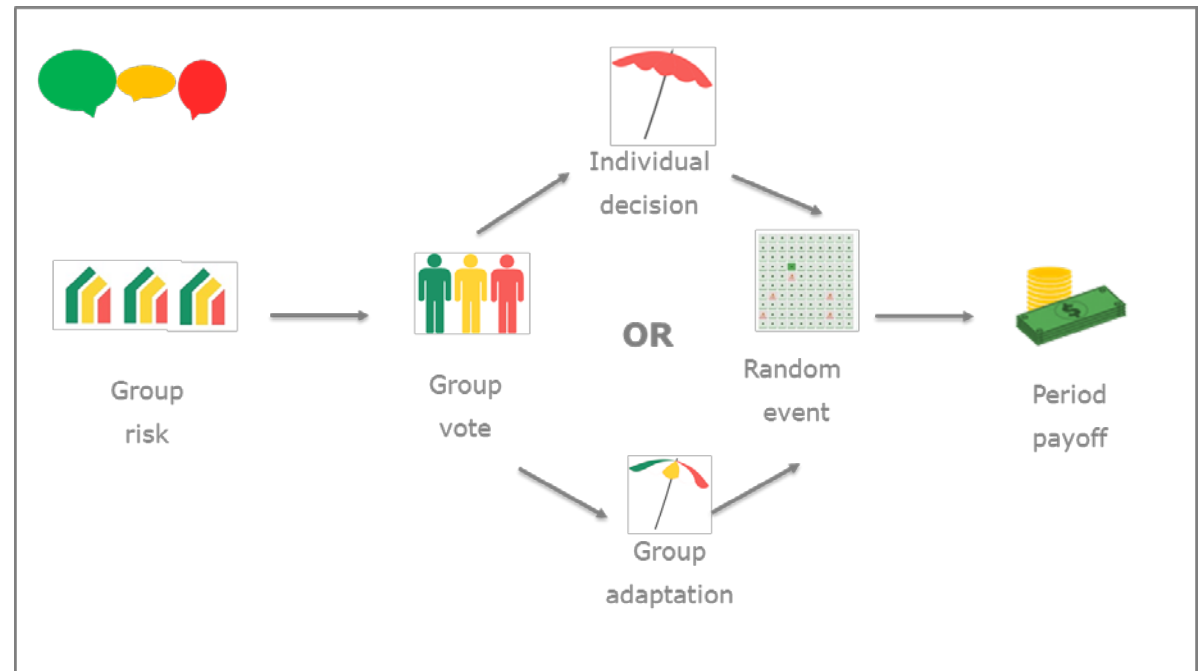 Individual
decision
Group
risk
Group
vote
OR
Random
event
Period
payoff
Group
adaptation